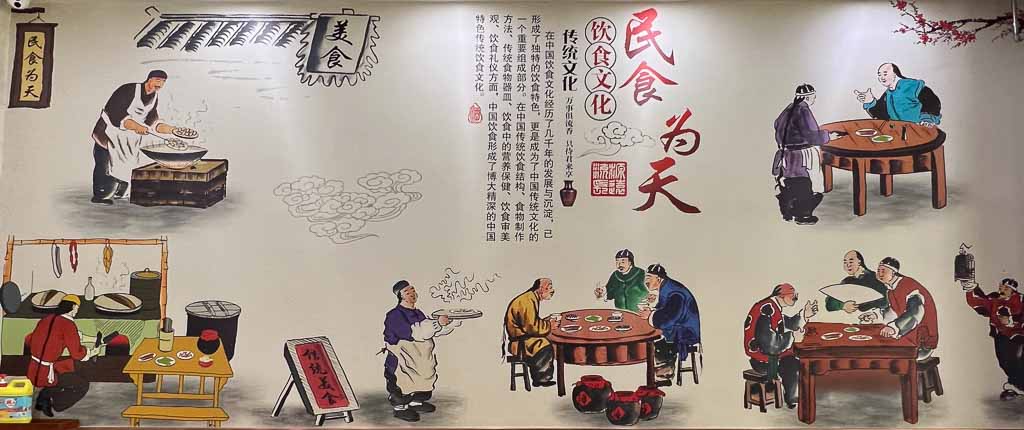 民食为天
美食
民食
为天
饮食文化
传统文化
万事俱流香 只待君来享
在中国饮食文化经历了几千年的发展与沉淀，已
形成了独特的饮食特色，更是成为了中国传统文化的
一个重要组成部分。在中国传统饮食结构、食物制作
方法、传统食物器皿、饮食中的营养保健、饮食审美
观、饮食礼仪方面，中国饮食形成了博大精深的中国
特色传统饮食文化。
传统美食